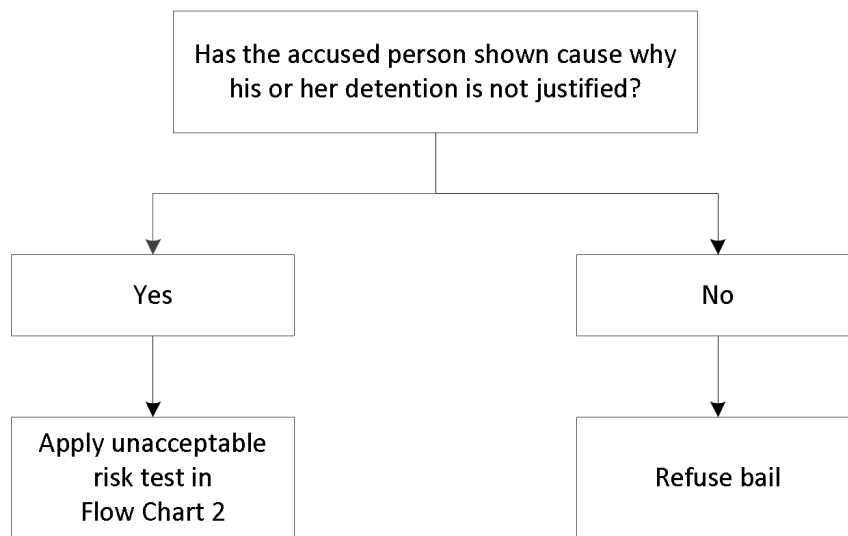 Has the accused person shown cause why
his or her detention is not justified?
Yes
No
Apply unacceptable
risk test in
Flow Chart 2
Refuse bail